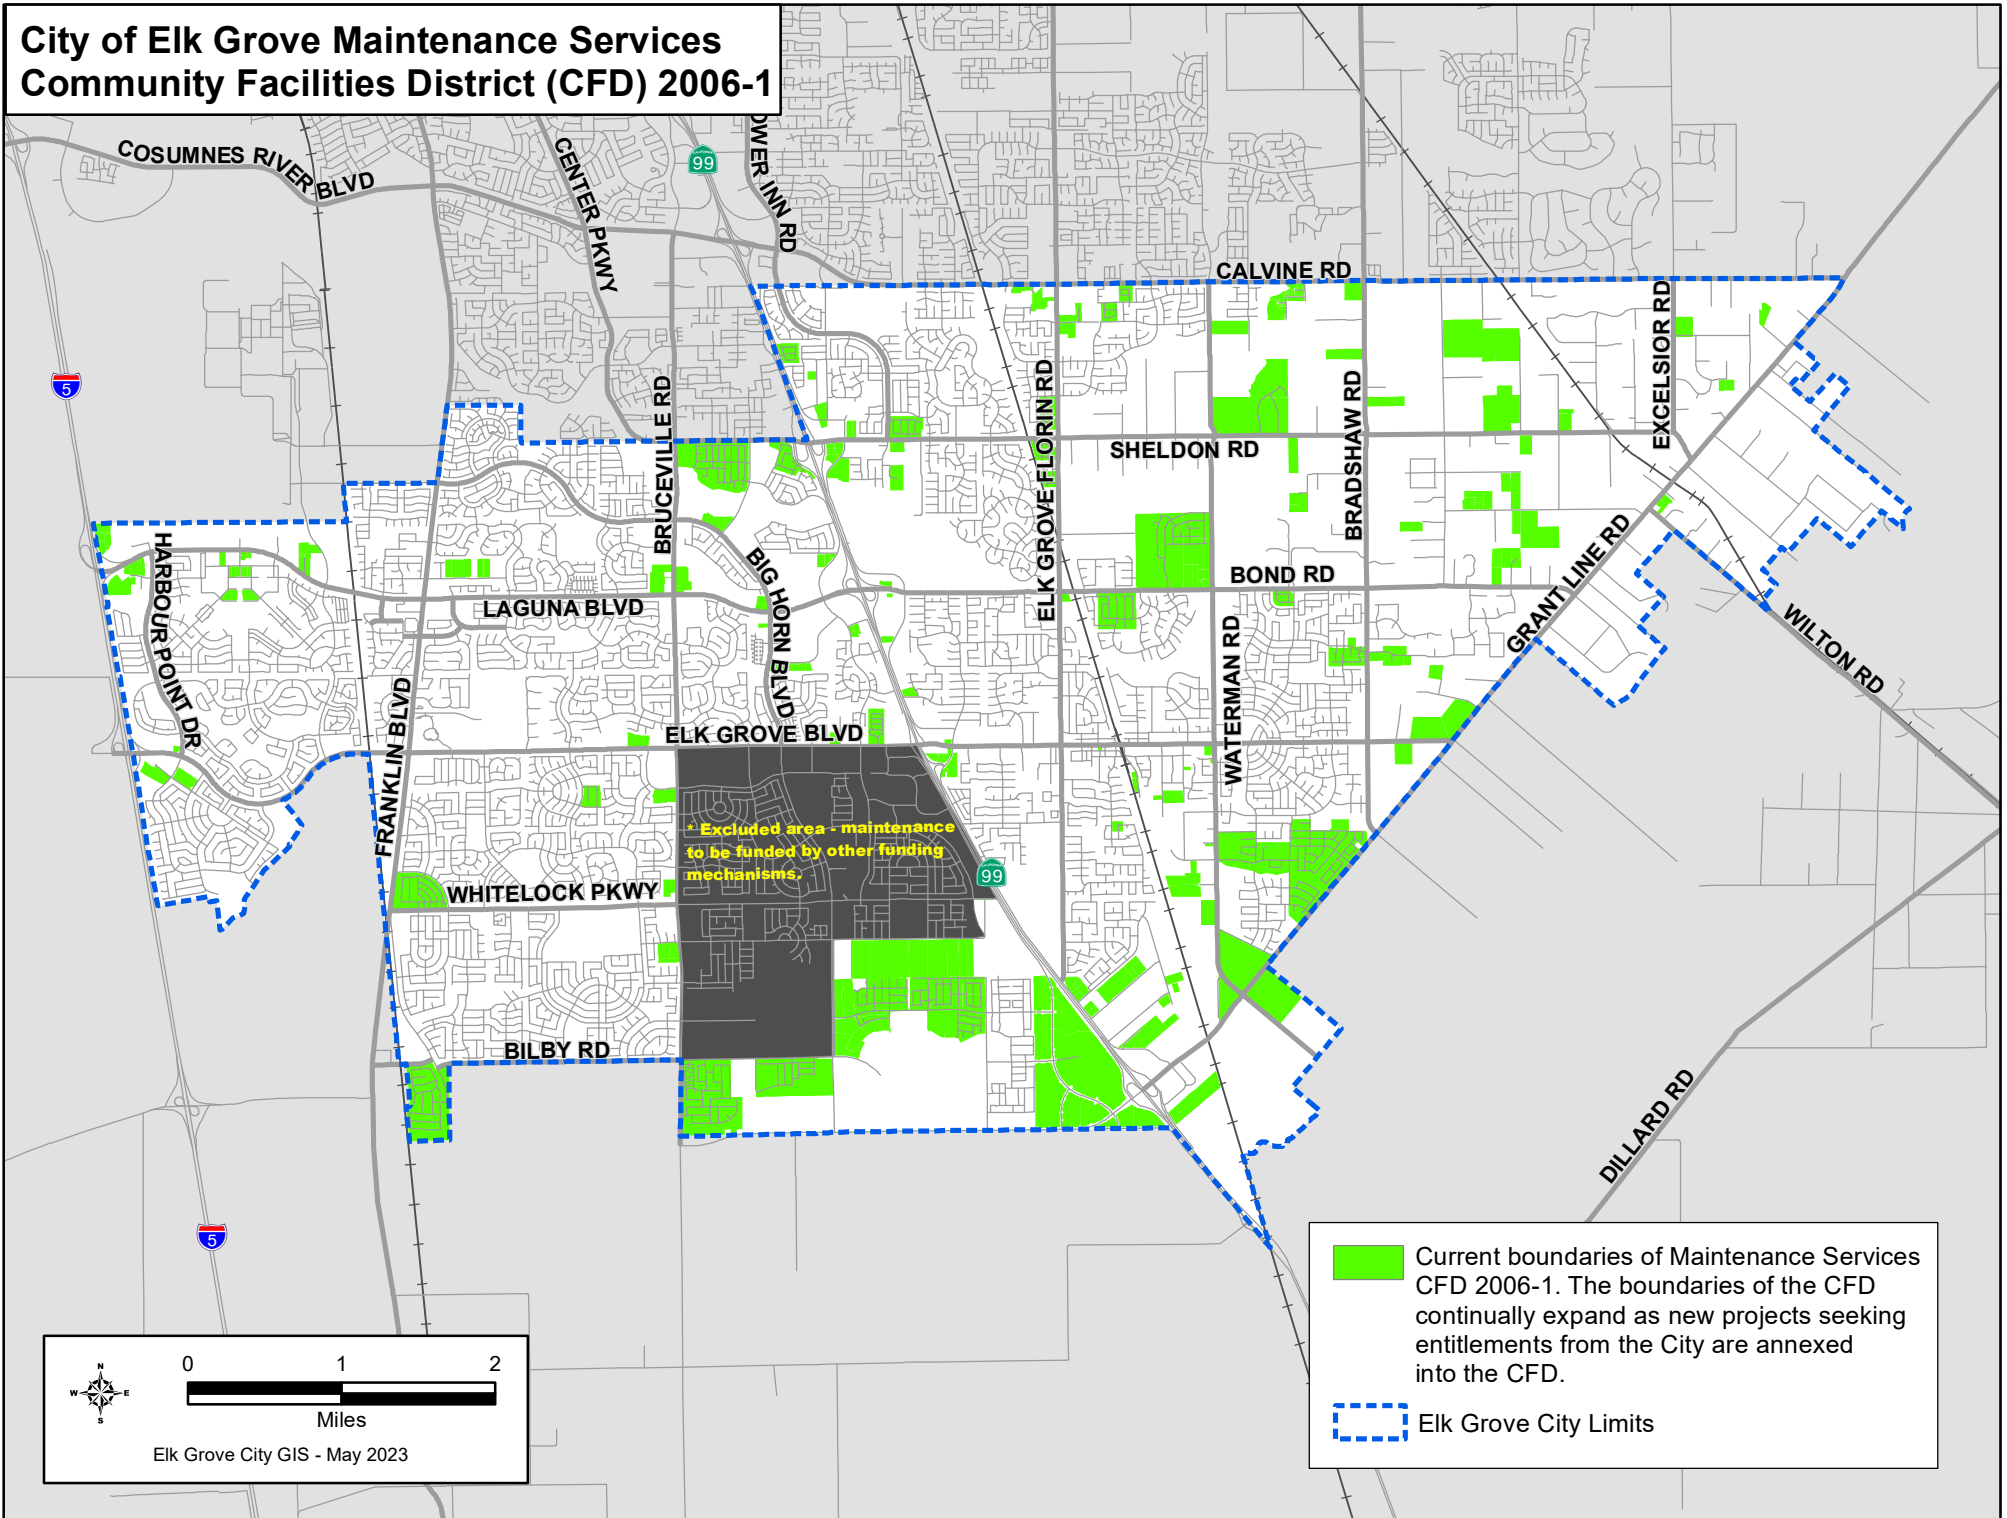 City of Elk Grove Maintenance Services
Community Facilities District (CFD) 2006-1
COSUMNES RIVER BLVD
CENTER PKWY
CALIFORNIA
99
OWER INN RD
CALVINE RD
5
BRUCEVILLE RD
ELK GROVE FLORIN RD
BRADSHAW RD
EXCELSIOR RD
SHELDON RD
HARBOUR POINT DR
BIG HORN BLVD
BOND RD
LAGUNA BLVD
GRANT LINE RD
WILTON RD
WATERMAN RD
FRANKLIN BLVD
ELK GROVE BLVD
* Excluded area - maintenance
to be funded by other funding
mechanisms.
CALIFORNIA
99
WHITELOCK PKWY
BILBY RD
DILLARD RD
5
Current boundaries of Maintenance Services
CFD 2006-1. The boundaries of the CFD
continually expand as new projects seeking
entitlements from the City are annexed
into the CFD.
Elk Grove City Limits
N
W E
S
0 1 2
Miles
Elk Grove City GIS - May 2023